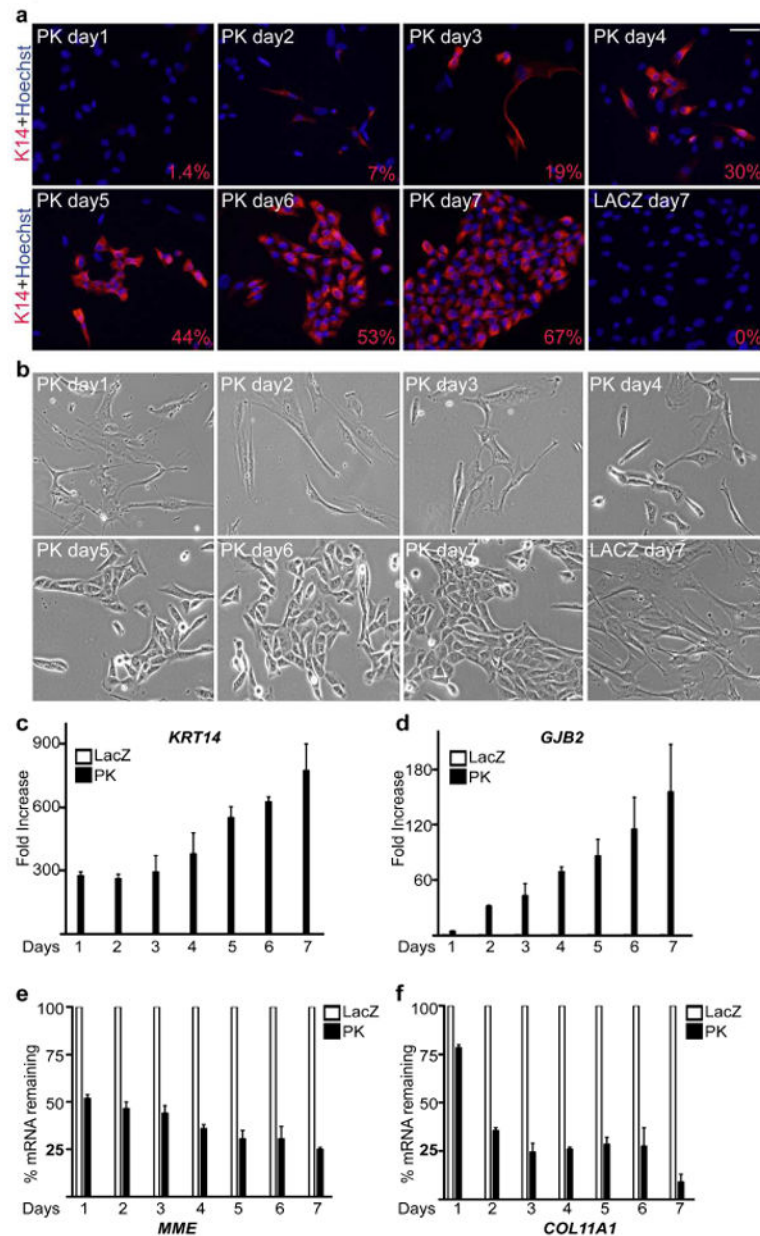 a
PK day1 PK day2 PK day3 PK day4
K14+Hoechst
1.4% 7% 19% 30%
PK day5 PK day6 PK day7 LACZ day7
K14+Hoechst
44% 53% 67% 0%
b
PK day1 PK day2 PK day3 PK day4
PK day5 PK day6 PK day7 LACZ day7
c
KRT14
LacZ
PK
Fold Increase
900
600
300
Days 1 2 3 4 5 6 7
d
GJB2
LacZ
PK
Fold Increase
180
120
60
Days 1 2 3 4 5 6 7
e
LacZ
PK
% mRNA remaining
100
75
50
25
Days 1 2 3 4 5 6 7
MME
f
LacZ
PK
% mRNA remaining
100
75
50
25
Days 1 2 3 4 5 6 7
COL11A1